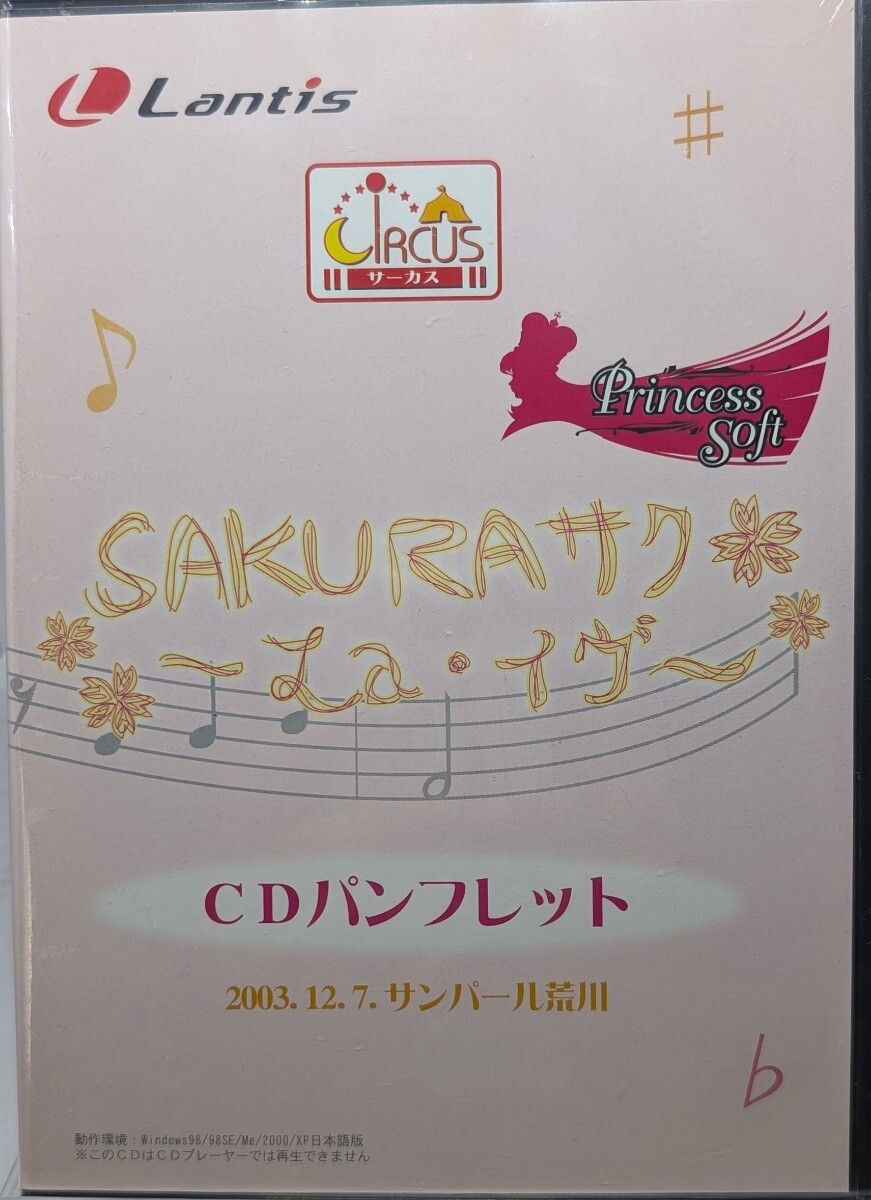 Lantis
CIRCUS
サーカス
Princess
Soft
SAKURAサク
～La・イヴ～
CDパンフレット
2003.12.7.サンパール荒川
動作環境：Windows98/98SE/Me/2000/XP日本語版
※このCDはCDプレーヤーでは再生できません